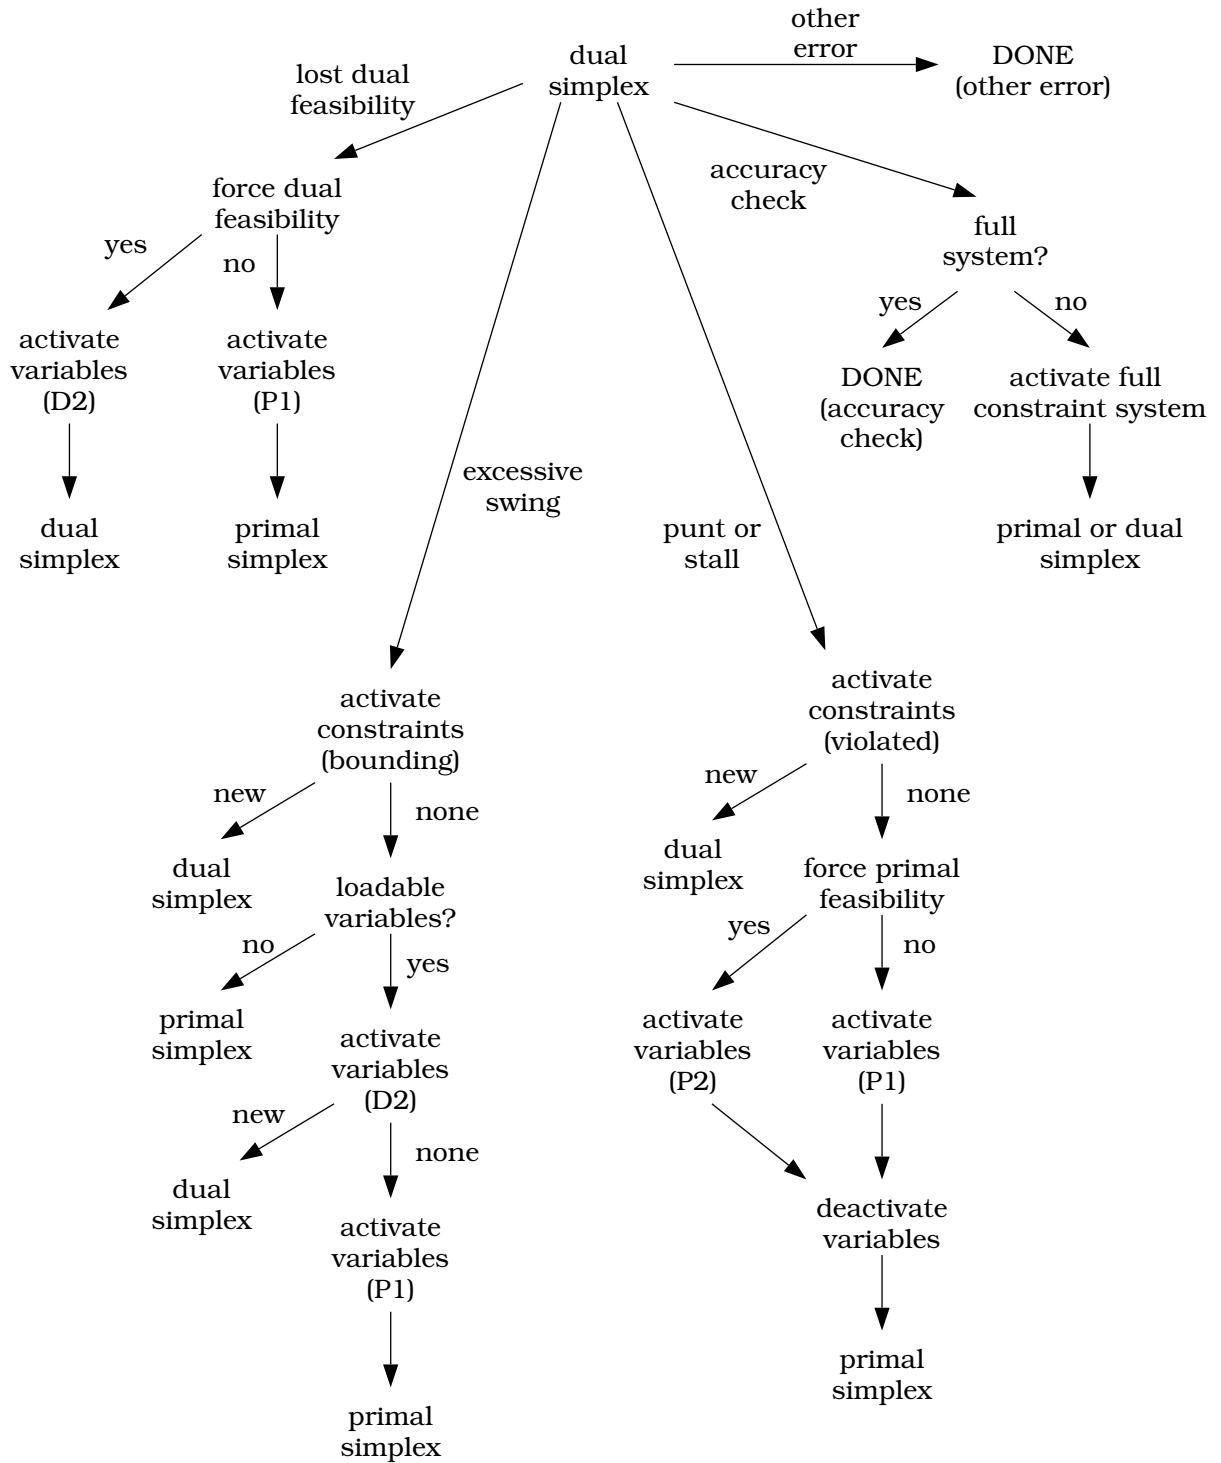 other
error
dual
simplex
DONE
(other error)
lost dual
feasibility
accuracy
check
force dual
feasibility
full
system?
yes
no
yes
no
activate
variables
(D2)
activate
variables
(P1)
DONE
(accuracy
check)
activate full
constraint system
excessive
swing
dual
simplex
primal
simplex
punt or
stall
primal or dual
simplex
activate
constraints
(bounding)
activate
constraints
(violated)
new
none
new
none
dual
simplex
loadable
variables?
dual
simplex
force primal
feasibility
no
yes
yes
no
primal
simplex
activate
variables
(D2)
activate
variables
(P2)
activate
variables
(P1)
new
none
dual
simplex
activate
variables
(P1)
deactivate
variables
primal
simplex
primal
simplex